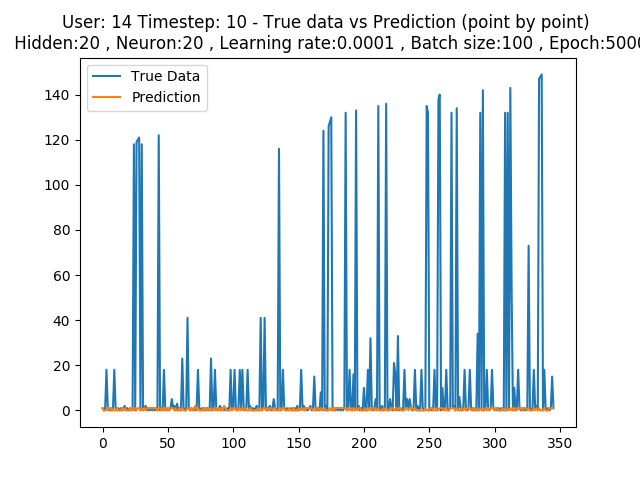 User: 14 Timestep: 10 - True data vs Prediction (point by point)
Hidden:20 , Neuron:20 , Learning rate:0.0001 , Batch size:100 , Epoch:5000
True Data
Prediction
140
120
100
80
60
40
20
0
0 50 100 150 200 250 300 350